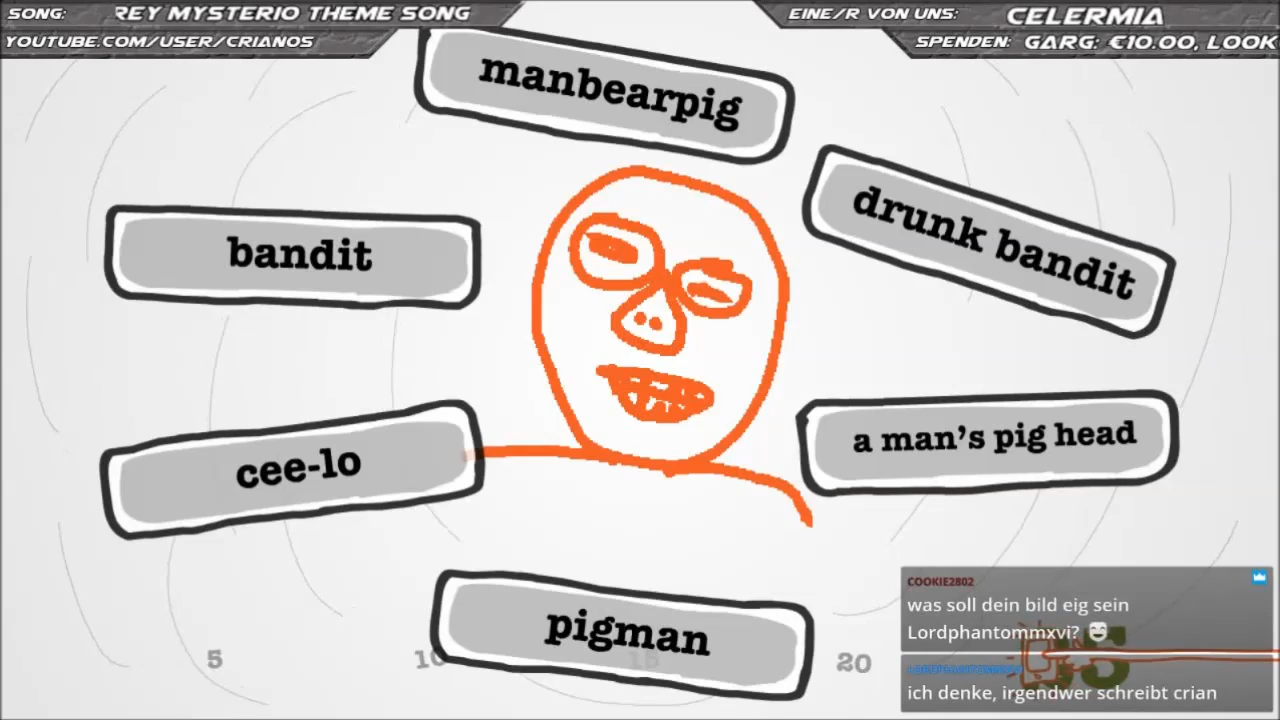 SONG: REY MYSTERIO THEME SONG
YOUTUBE.COM/USER/CRIANOS
EINE/R VON UNS: CELERMIA
SPENDEN: GARG: €10.00, LOOK
manbearpig
drunk bandit
bandit
a man's pig head
cee-lo
pigman
5
10
15
20
COOKIE2802
was soll dein bild eig sein
Lordphantommxvi?
ich denke, irgendwer schreibt crian